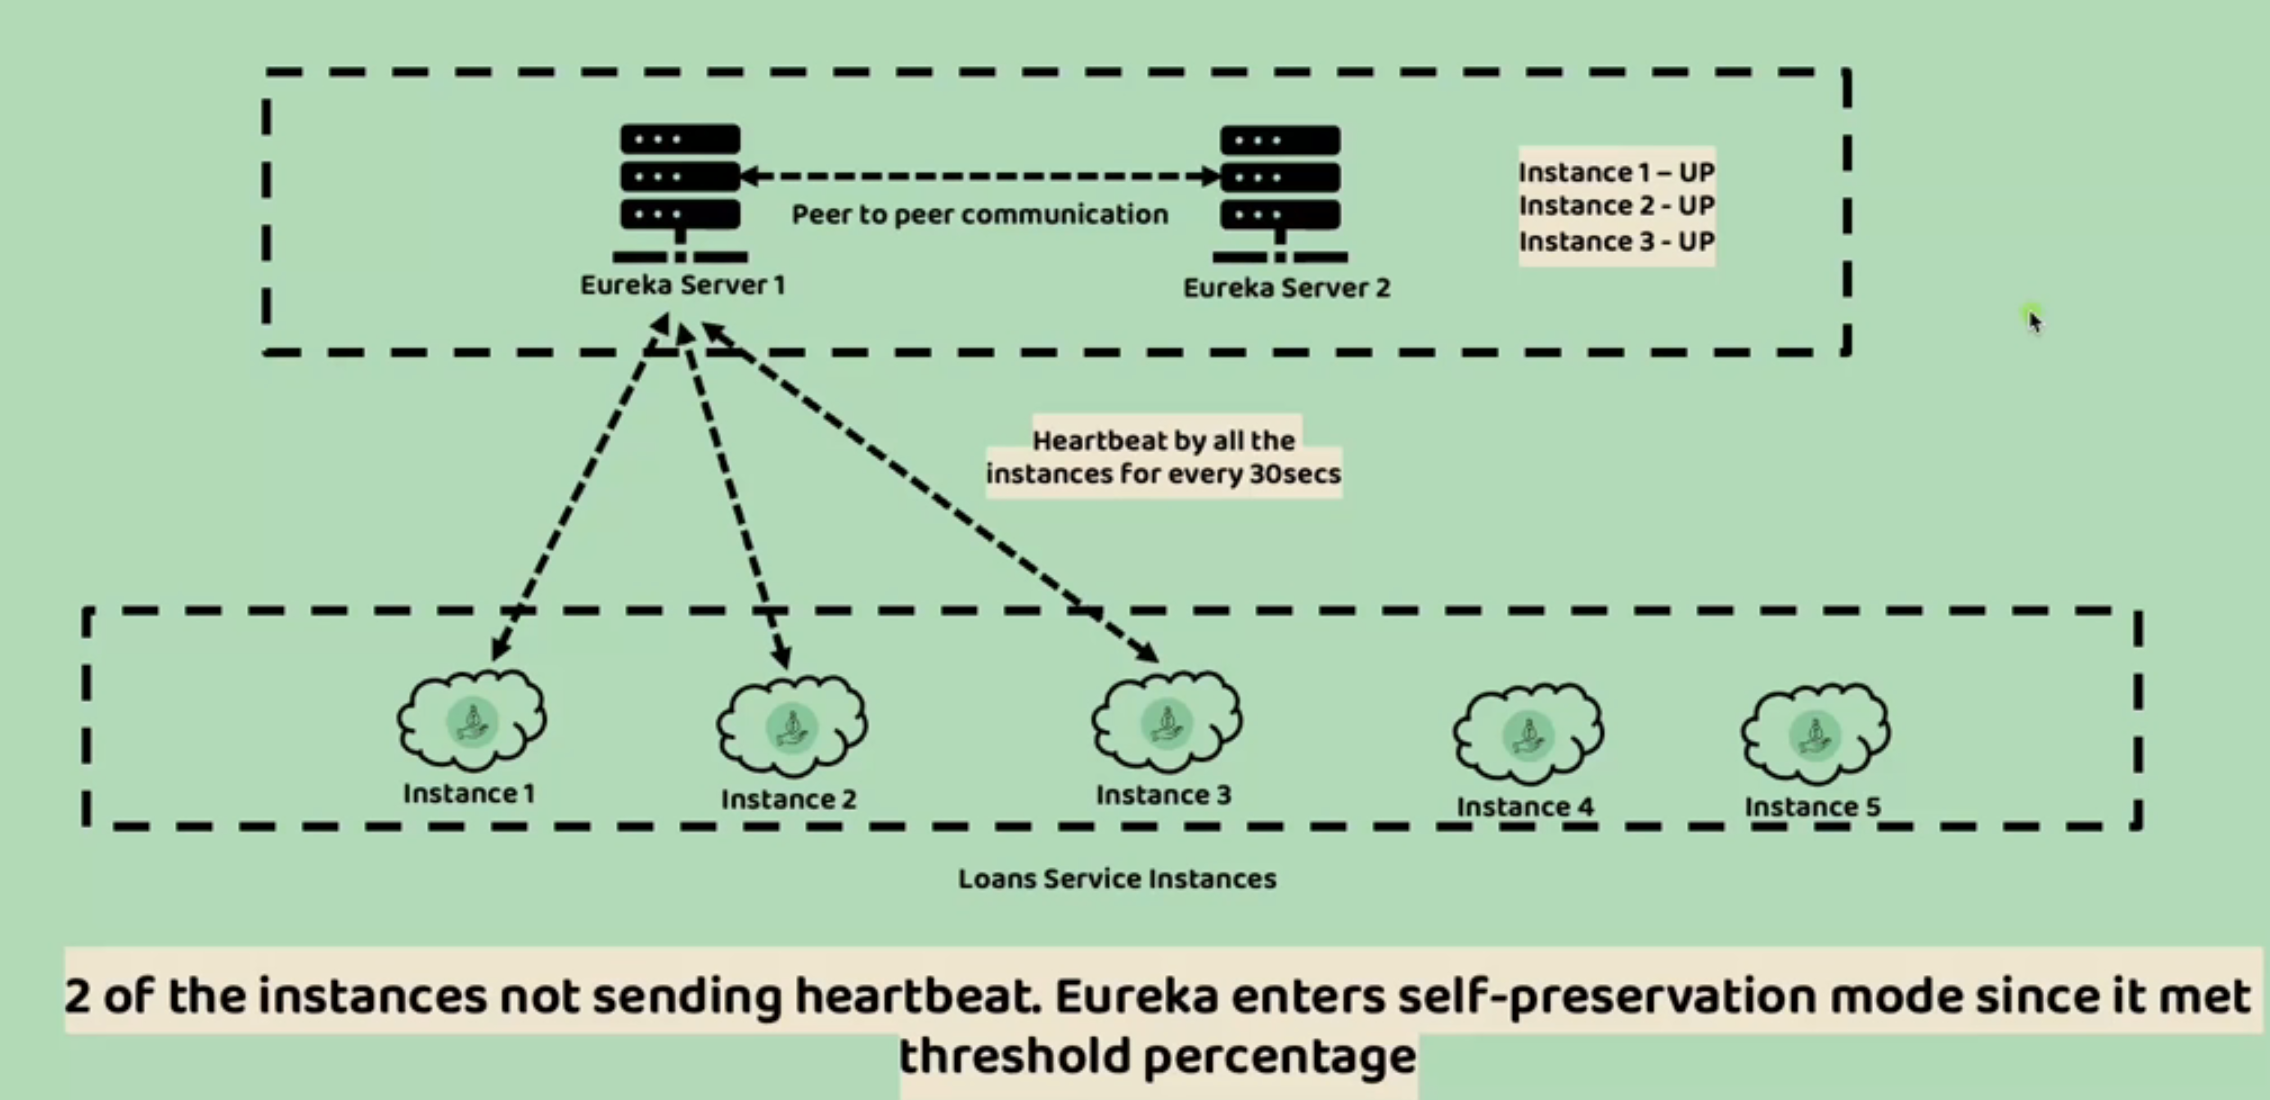 Instance 1 – UP
Instance 2 - UP
Instance 3 - UP
Peer to peer communication
Eureka Server 1
Eureka Server 2
Heartbeat by all the
instances for every 30secs
Instance 1
Instance 2
Instance 3
Instance 4
Instance 5
Loans Service Instances
2 of the instances not sending heartbeat. Eureka enters self-preservation mode since it met
threshold percentage